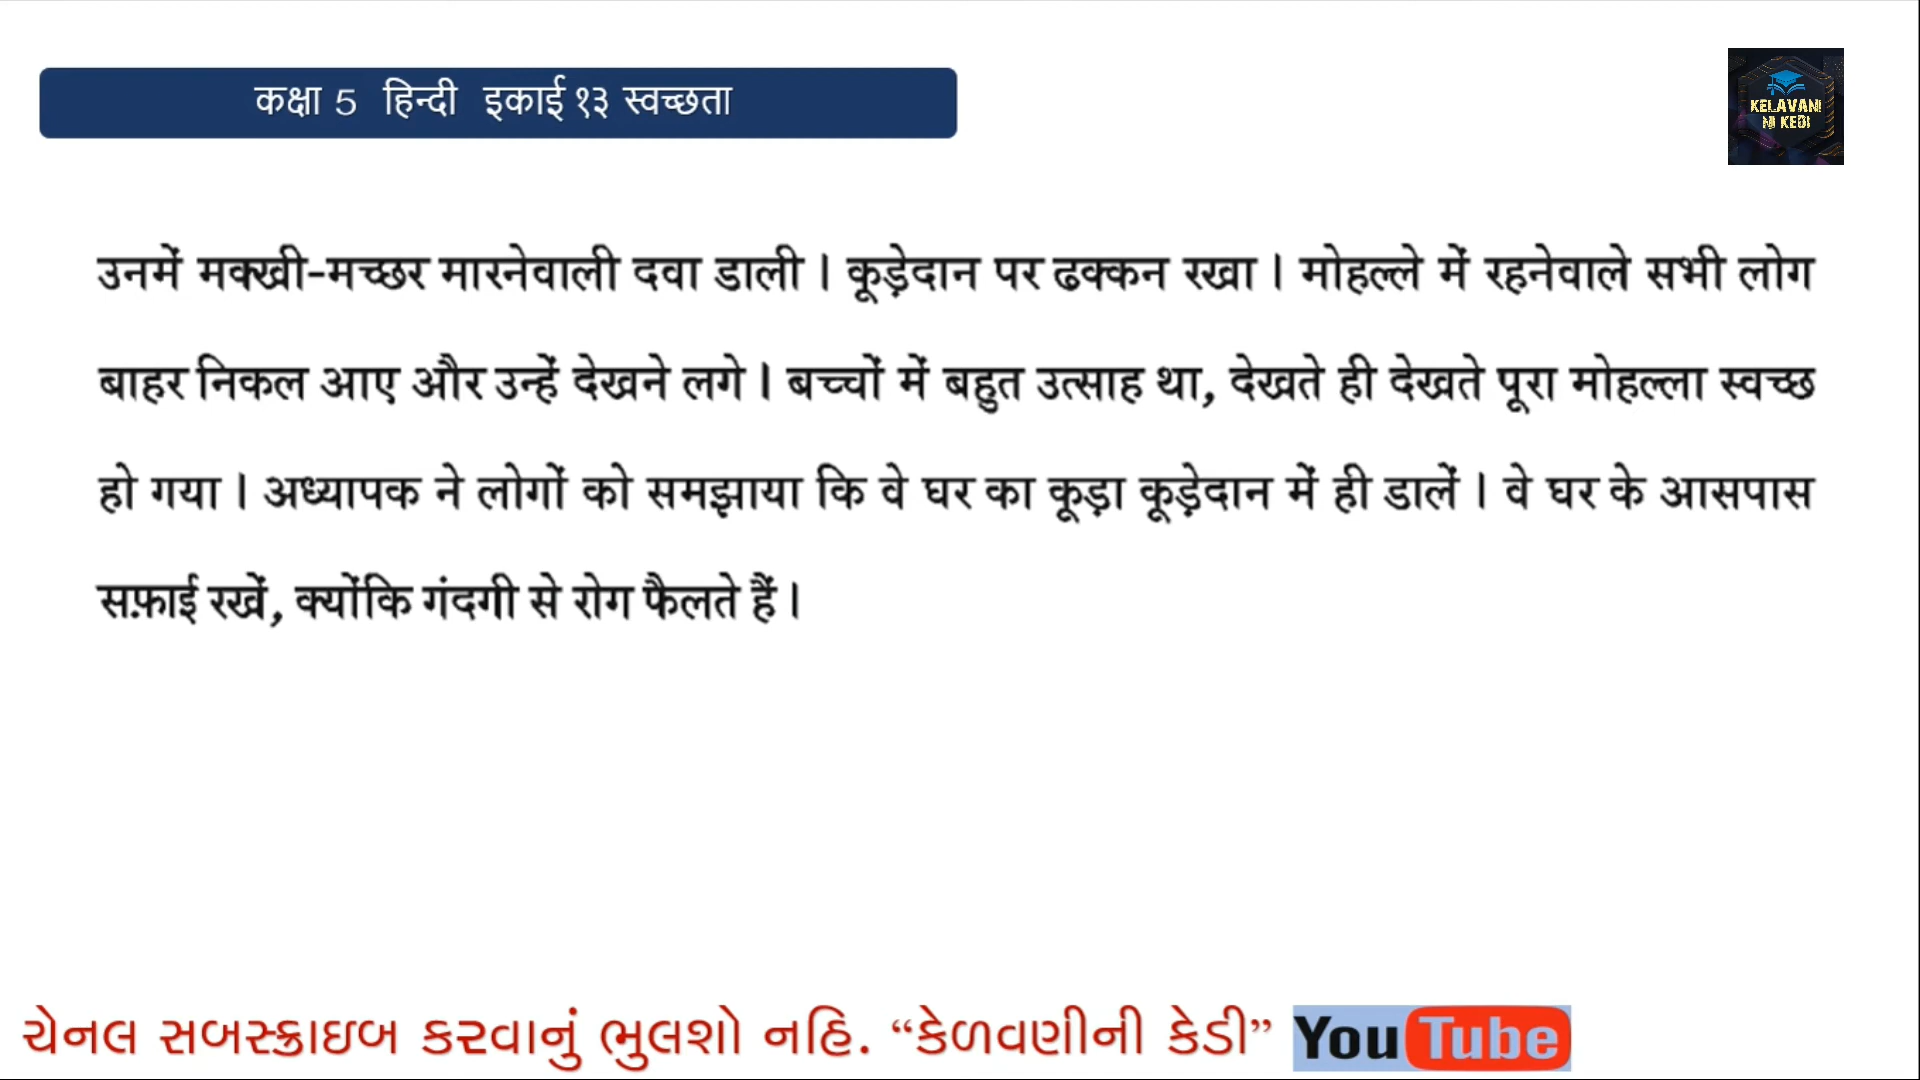 कक्षा 5 हिन्दी इकाई १३ स्वच्छता
KELAVANI
NI KEDI
उनमें मक्खी-मच्छर मारनेवाली दवा डाली । कूड़ेदान पर ढक्कन रखा । मोहल्ले में रहनेवाले सभी लोग
बाहर निकल आए और उन्हें देखने लगे । बच्चों में बहुत उत्साह था, देखते ही देखते पूरा मोहल्ला स्वच्छ
हो गया । अध्यापक ने लोगों को समझाया कि वे घर का कूड़ा कूड़ेदान में ही डालें । वे घर के आसपास
सफ़ाई रखें, क्योंकि गंदगी से रोग फैलते हैं ।
ચેનલ સબસ્ક્રાઇબ કરવાનું ભુલશો નહિ. “કેળવણીની કેડી” YouTube